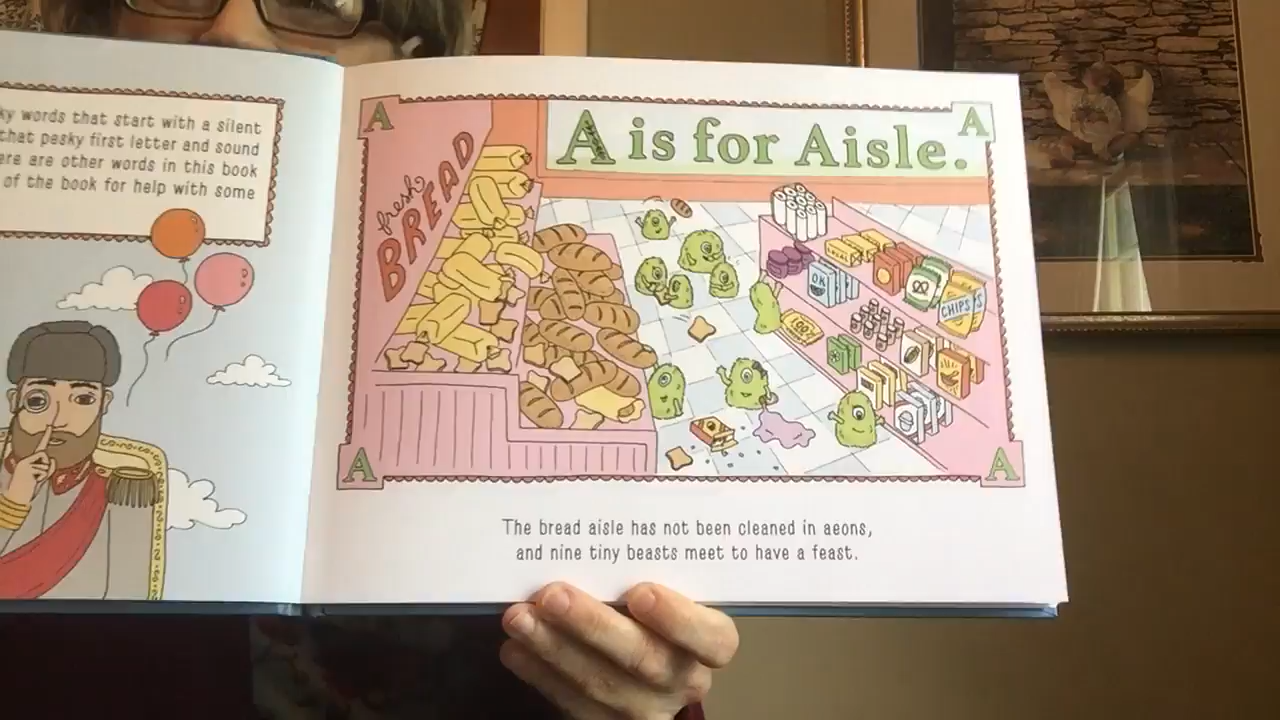 ky words that start with a silent
that pesky first letter and sound
ere are other words in this book
of the book for help with some
A
A
A is for Aisle.
fresh
BREAD
OK
CHIPS
A
A
The bread aisle has not been cleaned in aeons,
and nine tiny beasts meet to have a feast.